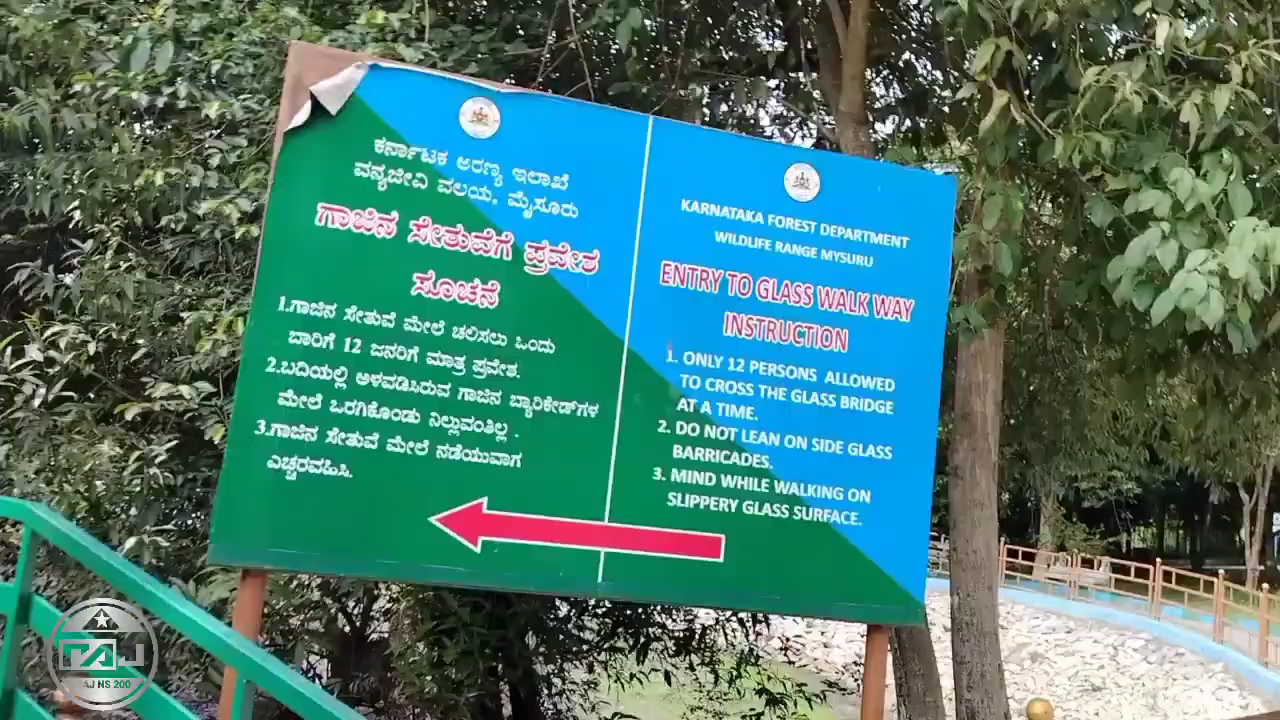 ಕರ್ನಾಟಕ ಅರಣ್ಯ ಇಲಾಖೆ
ವನ್ಯಜೀವಿ ವಲಯ, ಮೈಸೂರು
ಗಾಜಿನ ಸೇತುವೆಗೆ ಪ್ರವೇಶ
ಸೂಚನೆ
1.ಗಾಜಿನ ಸೇತುವೆ ಮೇಲೆ ಚಲಿಸಲು ಒಂದು
ಬಾರಿಗೆ 12 ಜನರಿಗೆ ಮಾತ್ರ ಪ್ರವೇಶ.
2.ಬದಿಯಲ್ಲಿ ಅಳವಡಿಸಿರುವ ಗಾಜಿನ ಬ್ಯಾರಿಕೇಡ್‌ಗಳ
ಮೇಲೆ ಒರಗಿಕೊಂಡು ನಿಲ್ಲುವಂತಿಲ್ಲ .
3.ಗಾಜಿನ ಸೇತುವೆ ಮೇಲೆ ನಡೆಯುವಾಗ
ಎಚ್ಚರವಹಿಸಿ.
KARNATAKA FOREST DEPARTMENT
WILDLIFE RANGE MYSURU
ENTRY TO GLASS WALK WAY
INSTRUCTION
1. ONLY 12 PERSONS ALLOWED
TO CROSS THE GLASS BRIDGE
AT A TIME.
2. DO NOT LEAN ON SIDE GLASS
BARRICADES.
3. MIND WHILE WALKING ON
SLIPPERY GLASS SURFACE.
AJ NS 200